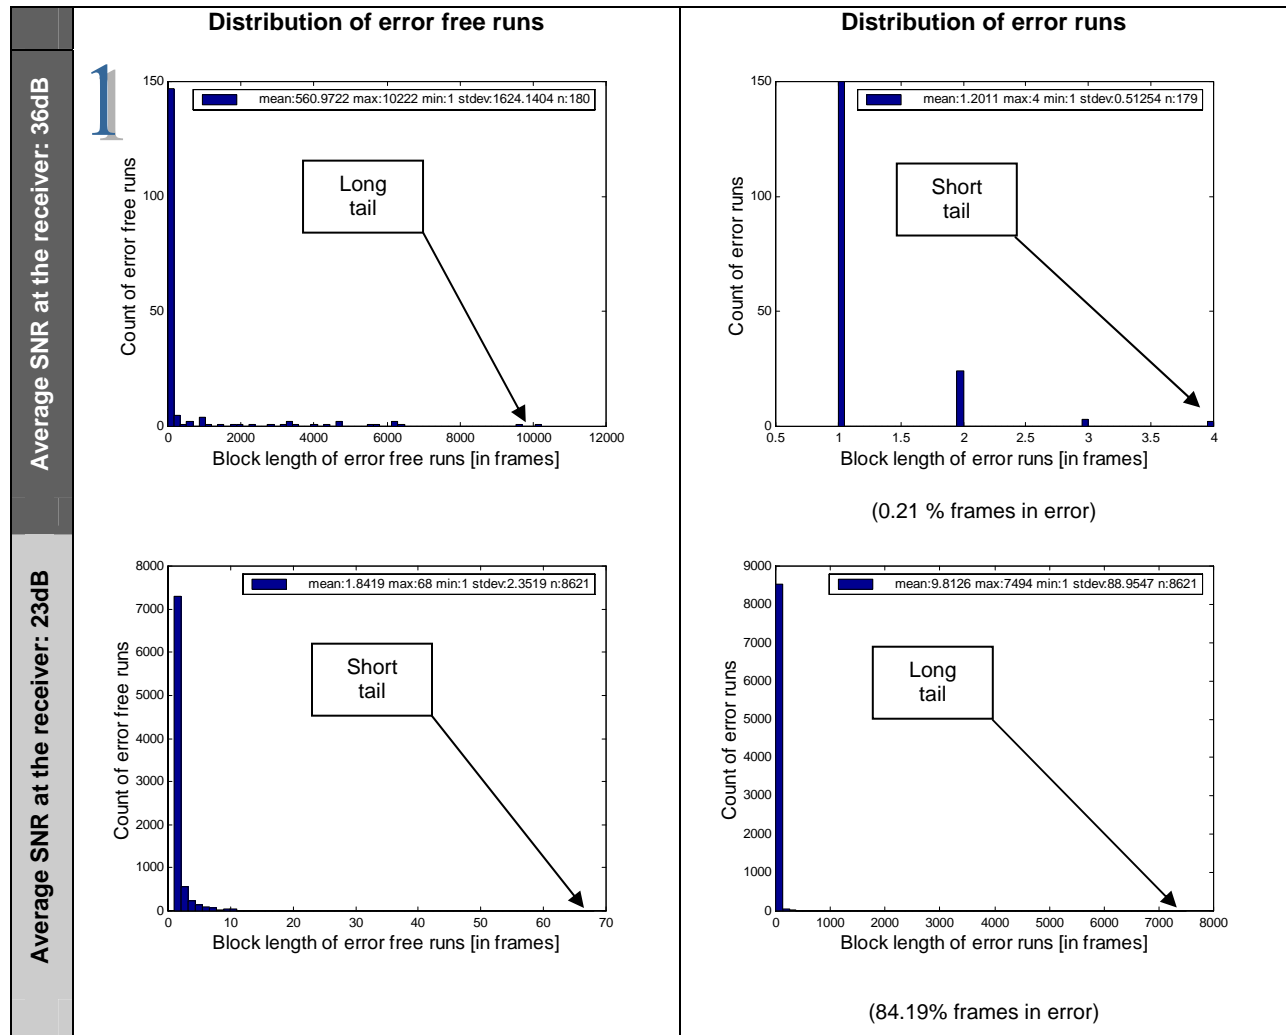 Distribution of error free runs
Distribution of error runs
Average SNR at the receiver: 36dB
1
150
100
50
0
Count of error free runs
mean:560.9722 max:10222 min:1 stdev:1624.1404 n:180
Long
tail
0 2000 4000 6000 8000 10000 12000
Block length of error free runs [in frames]
150
100
50
0
Count of error runs
mean:1.2011 max:4 min:1 stdev:0.51254 n:179
Short
tail
0.5 1 1.5 2 2.5 3 3.5 4
Block length of error runs [in frames]
(0.21 % frames in error)
Average SNR at the receiver: 23dB
8000
7000
6000
5000
4000
3000
2000
1000
0
Count of error free runs
mean:1.8419 max:68 min:1 stdev:2.3519 n:8621
Short
tail
0 10 20 30 40 50 60 70
Block length of error free runs [in frames]
9000
8000
7000
6000
5000
4000
3000
2000
1000
0
Count of error runs
mean:9.8126 max:7494 min:1 stdev:88.9547 n:8621
Long
tail
0 1000 2000 3000 4000 5000 6000 7000 8000
Block length of error runs [in frames]
(84.19% frames in error)